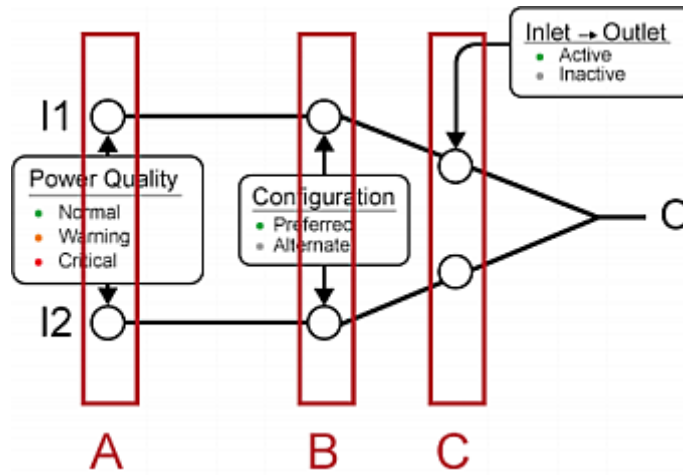 Inlet → Outlet
Active
Inactive
I1
Power Quality
Normal
Warning
Critical
Configuration
Preferred
Alternate
O
I2
A
B
C